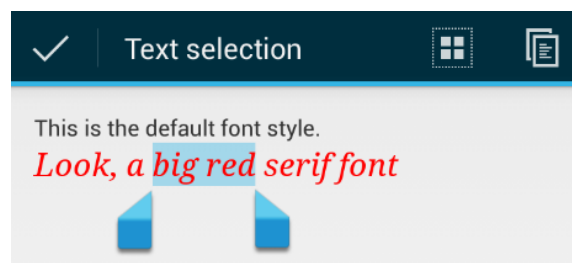 Text selection
This is the default font style.
Look, a big red serif font